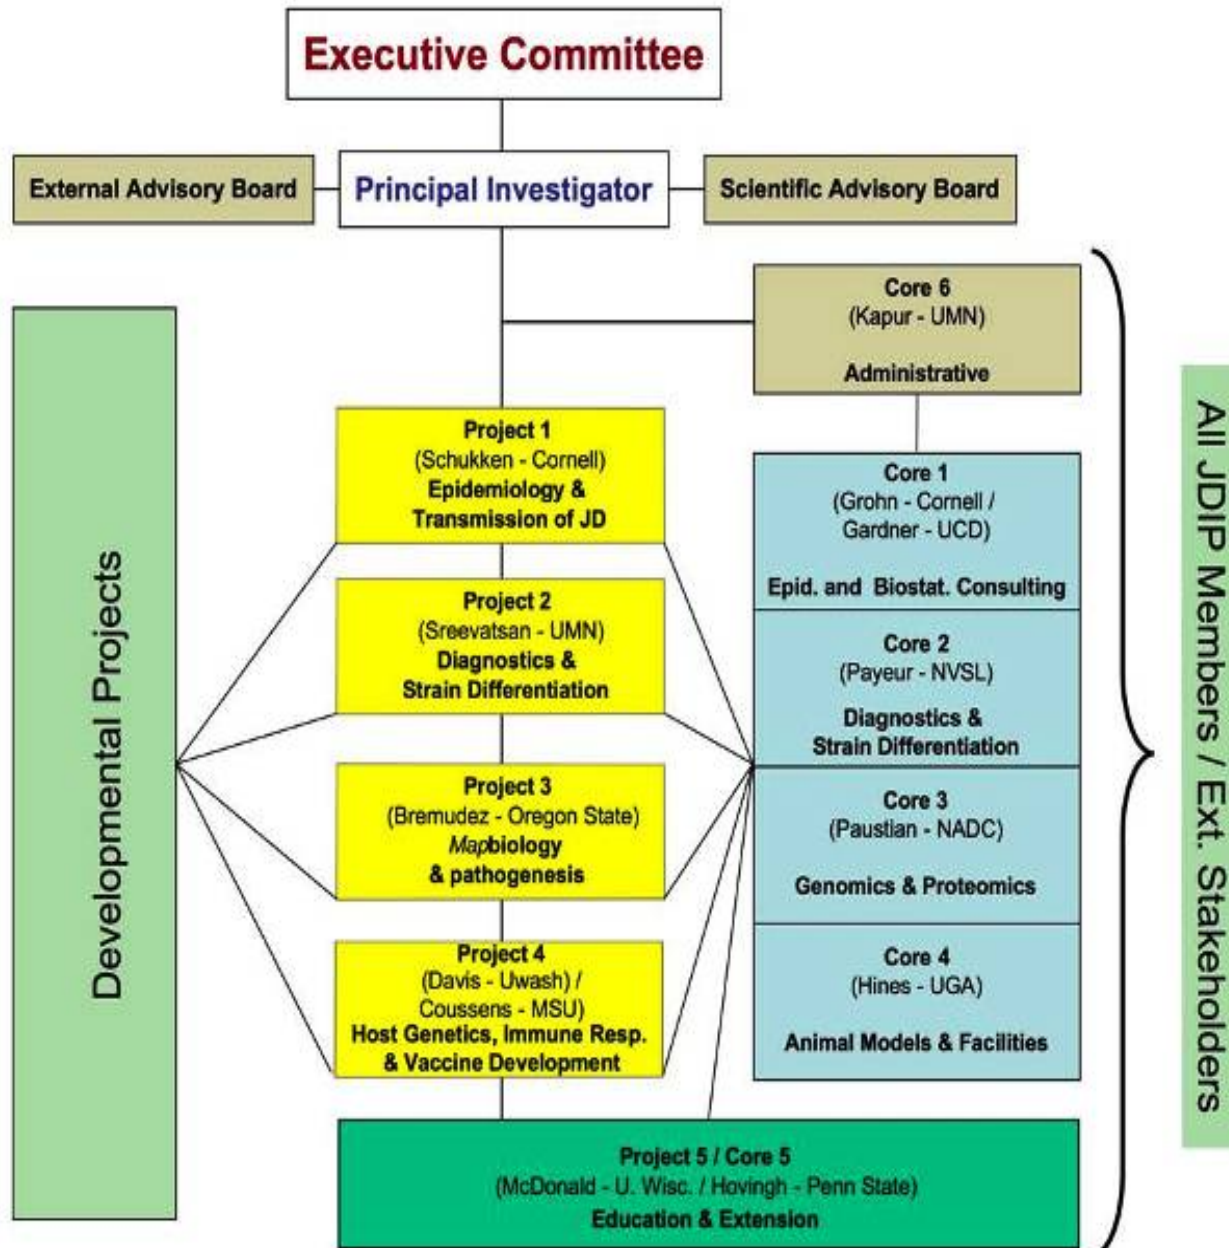 Executive Committee
External Advisory Board
Principal Investigator
Scientific Advisory Board
Core 6
(Kapur - UMN)
Administrative
Developmental Projects
Project 1
(Schukken - Cornell)
Epidemiology &
Transmission of JD
Project 2
(Sreevatsan - UMN)
Diagnostics &
Strain Differentiation
Project 3
(Bremudez - Oregon State)
Mapbiology
& pathogenesis
Project 4
(Davis - Uwash) /
Coussens - MSU)
Host Genetics, Immune Resp.
& Vaccine Development
Core 1
(Grohn - Cornell /
Gardner - UCD)
Epid. and Biostat. Consulting
Core 2
(Payeur - NVSL)
Diagnostics &
Strain Differentiation
Core 3
(Paustian - NADC)
Genomics & Proteomics
Core 4
(Hines - UGA)
Animal Models & Facilities
Project 5 / Core 5
(McDonald - U. Wisc. / Hovingh - Penn State)
Education & Extension
All JDIP Members / Ext. Stakeholders